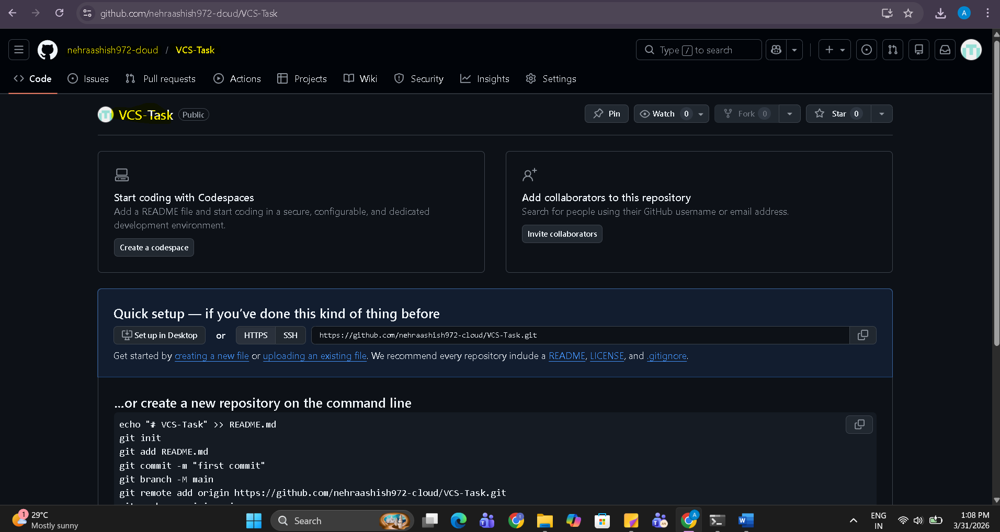 github.com/nehraashish972-cloud/VCS-Task
A
nehraashish972-cloud / VCS-Task
Type / to search
Code
Issues
Pull requests
Actions
Projects
Wiki
Security
Insights
Settings
VCS-Task Public
Pin
Watch 0
Fork 0
Star 0
Start coding with Codespaces
Add a README file and start coding in a secure, configurable, and dedicated
development environment.
Create a codespace
Add collaborators to this repository
Search for people using their GitHub username or email address.
Invite collaborators
Quick setup — if you’ve done this kind of thing before
Set up in Desktop or HTTPS SSH https://github.com/nehraashish972-cloud/VCS-Task.git
Get started by creating a new file or uploading an existing file. We recommend every repository include a README, LICENSE, and .gitignore.
…or create a new repository on the command line
echo "# VCS-Task" >> README.md
git init
git add README.md
git commit -m "first commit"
git branch -M main
git remote add origin https://github.com/nehraashish972-cloud/VCS-Task.git
1
29°C
Mostly sunny
Search
ENG
IN
1:08 PM
3/31/2026